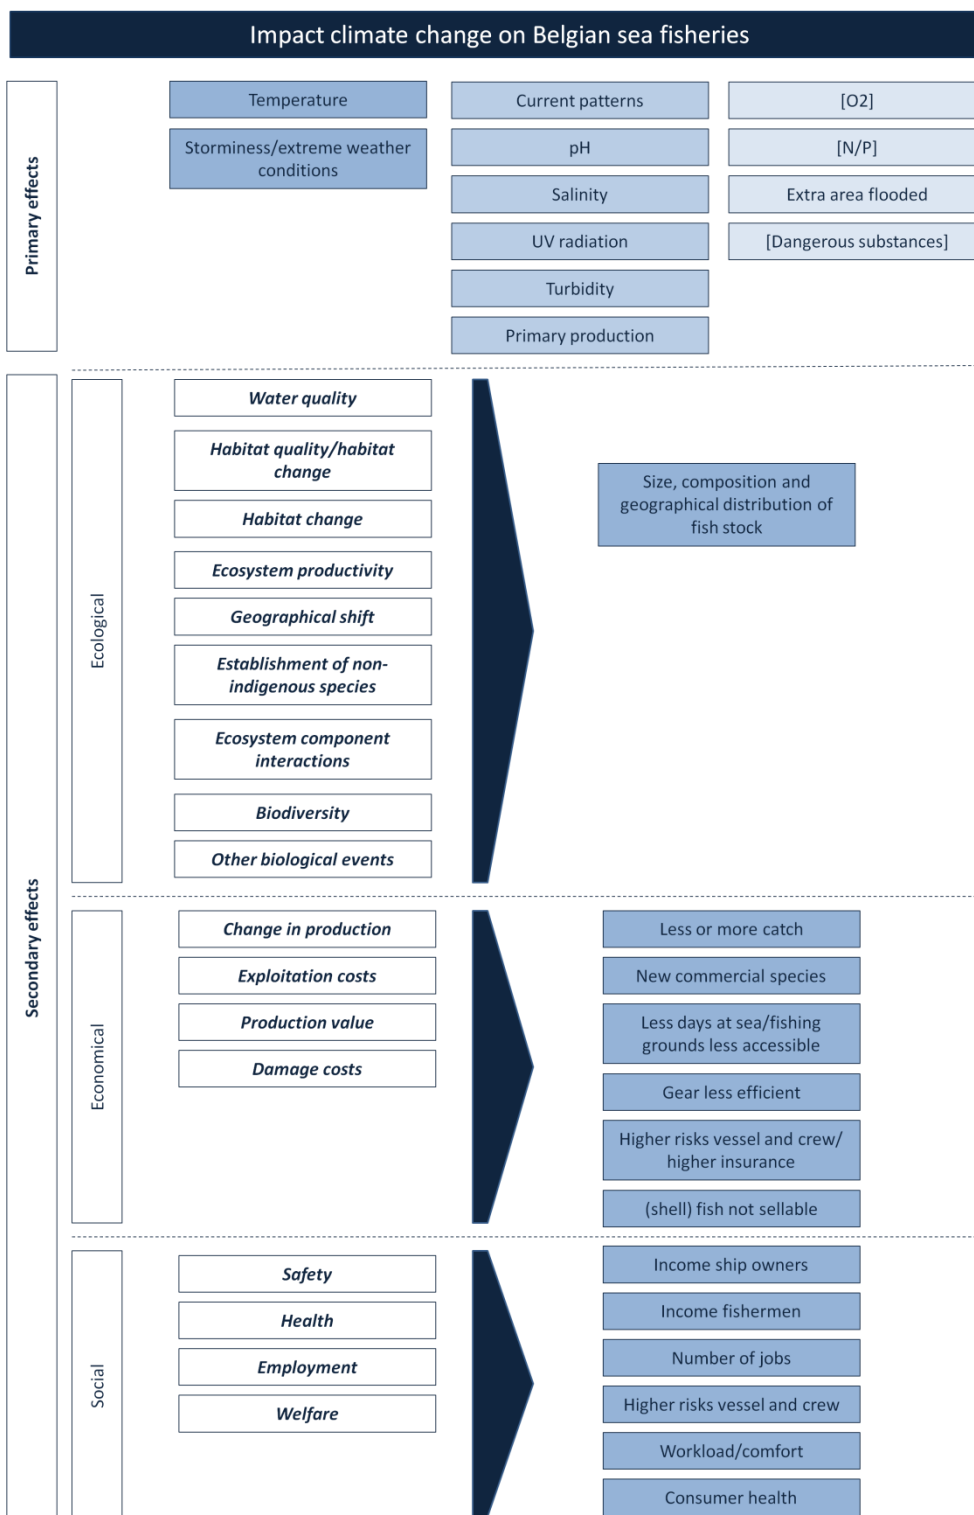 Impact climate change on Belgian sea fisheries
Primary effects
Temperature
Storminess/extreme weather
conditions
Current patterns
pH
Salinity
UV radiation
Turbidity
Primary production
[O2]
[N/P]
Extra area flooded
[Dangerous substances]
Secondary effects
Ecological
Water quality
Habitat quality/habitat
change
Habitat change
Ecosystem productivity
Geographical shift
Establishment of non-
indigenous species
Ecosystem component
interactions
Biodiversity
Other biological events
Size, composition and
geographical distribution of
fish stock
Economical
Change in production
Exploitation costs
Production value
Damage costs
Less or more catch
New commercial species
Less days at sea/fishing
grounds less accessible
Gear less efficient
Higher risks vessel and crew/
higher insurance
(shell) fish not sellable
Social
Safety
Health
Employment
Welfare
Income ship owners
Income fishermen
Number of jobs
Higher risks vessel and crew
Workload/comfort
Consumer health